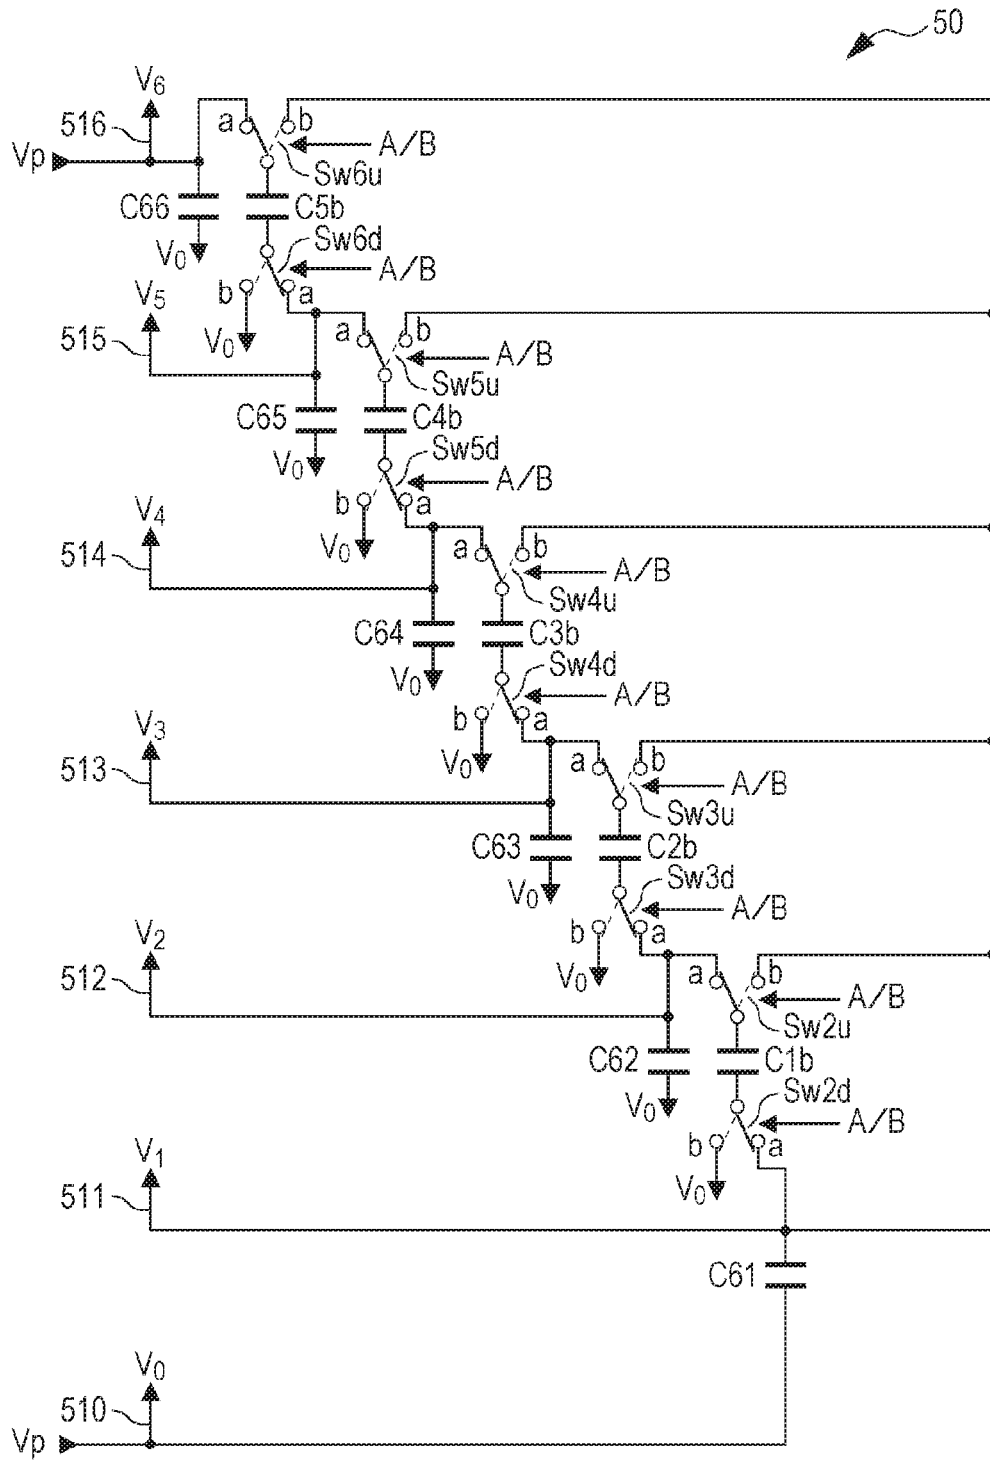 50
V6
516
a b
Vp
A/B
Sw6u
C66 C5b
V0
Sw6d
A/B
b a
V5
V0
515
a b
A/B
Sw5u
C65 C4b
V0
Sw5d
A/B
b a
V4
V0
514
a b
A/B
Sw4u
C64 C3b
V0
Sw4d
A/B
b a
V3
V0
513
a b
A/B
Sw3u
C63 C2b
V0
Sw3d
A/B
b a
V2
V0
512
a b
A/B
Sw2u
C62 C1b
V0
Sw2d
A/B
b a
V1
V0
511
C61
V0
510
Vp